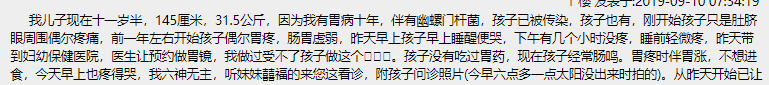 楼 发表于:2019-09-10 07:54:19
我儿子现在十一岁半，145厘米，31.5公斤，因为我有胃病十年，伴有幽螺门杆菌，孩子已被传染，孩子也有，刚开始孩子只是肚脐
眼周围偶尔疼痛，前一年左右开始孩子偶尔胃疼，肠胃虚弱，昨天早上孩子早上睡醒便哭，下午有几个小时没疼，睡前轻微疼，昨天带
到妇幼保健医院，医生让预约做胃镜，我做过受不了孩子做这个□□□。孩子没有吃过胃药，现在孩子经常肠鸣。胃疼时伴胃涨，不想进
食，今天早上也疼得哭，我六神无主，听妹妹囍福的来您这看诊，附孩子问诊照片(今早六点多一点太阳没出来时拍的)。从昨天开始已让